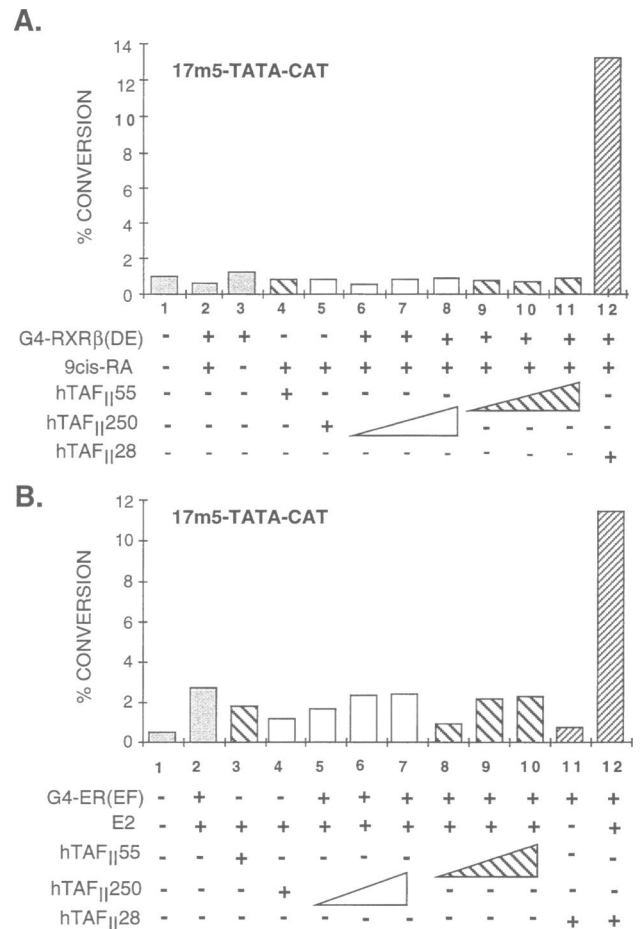 A.
17m5-TATA-CAT
% CONVERSION
14
12
10
8
6
4
2
0
1 2 3 4 5 6 7 8 9 10 11 12
G4-RXRβ(DE) - + + - - + + + + + + +
9cis-RA - + - + + + + + + + + +
hTAFII55 - - - + - - - - -
hTAFII250 - - - - + - - - -
hTAFII28 - - - - - - - - - - - +
B.
17m5-TATA-CAT
% CONVERSION
12
10
8
6
4
2
0
1 2 3 4 5 6 7 8 9 10 11 12
G4-ER(EF) - + - - + + + + + + + +
E2 - + + + + + + + + + - +
hTAFII55 - - + - - - - - -
hTAFII250 - - - + - - - - -
hTAFII28 - - - - - - - - - - + +